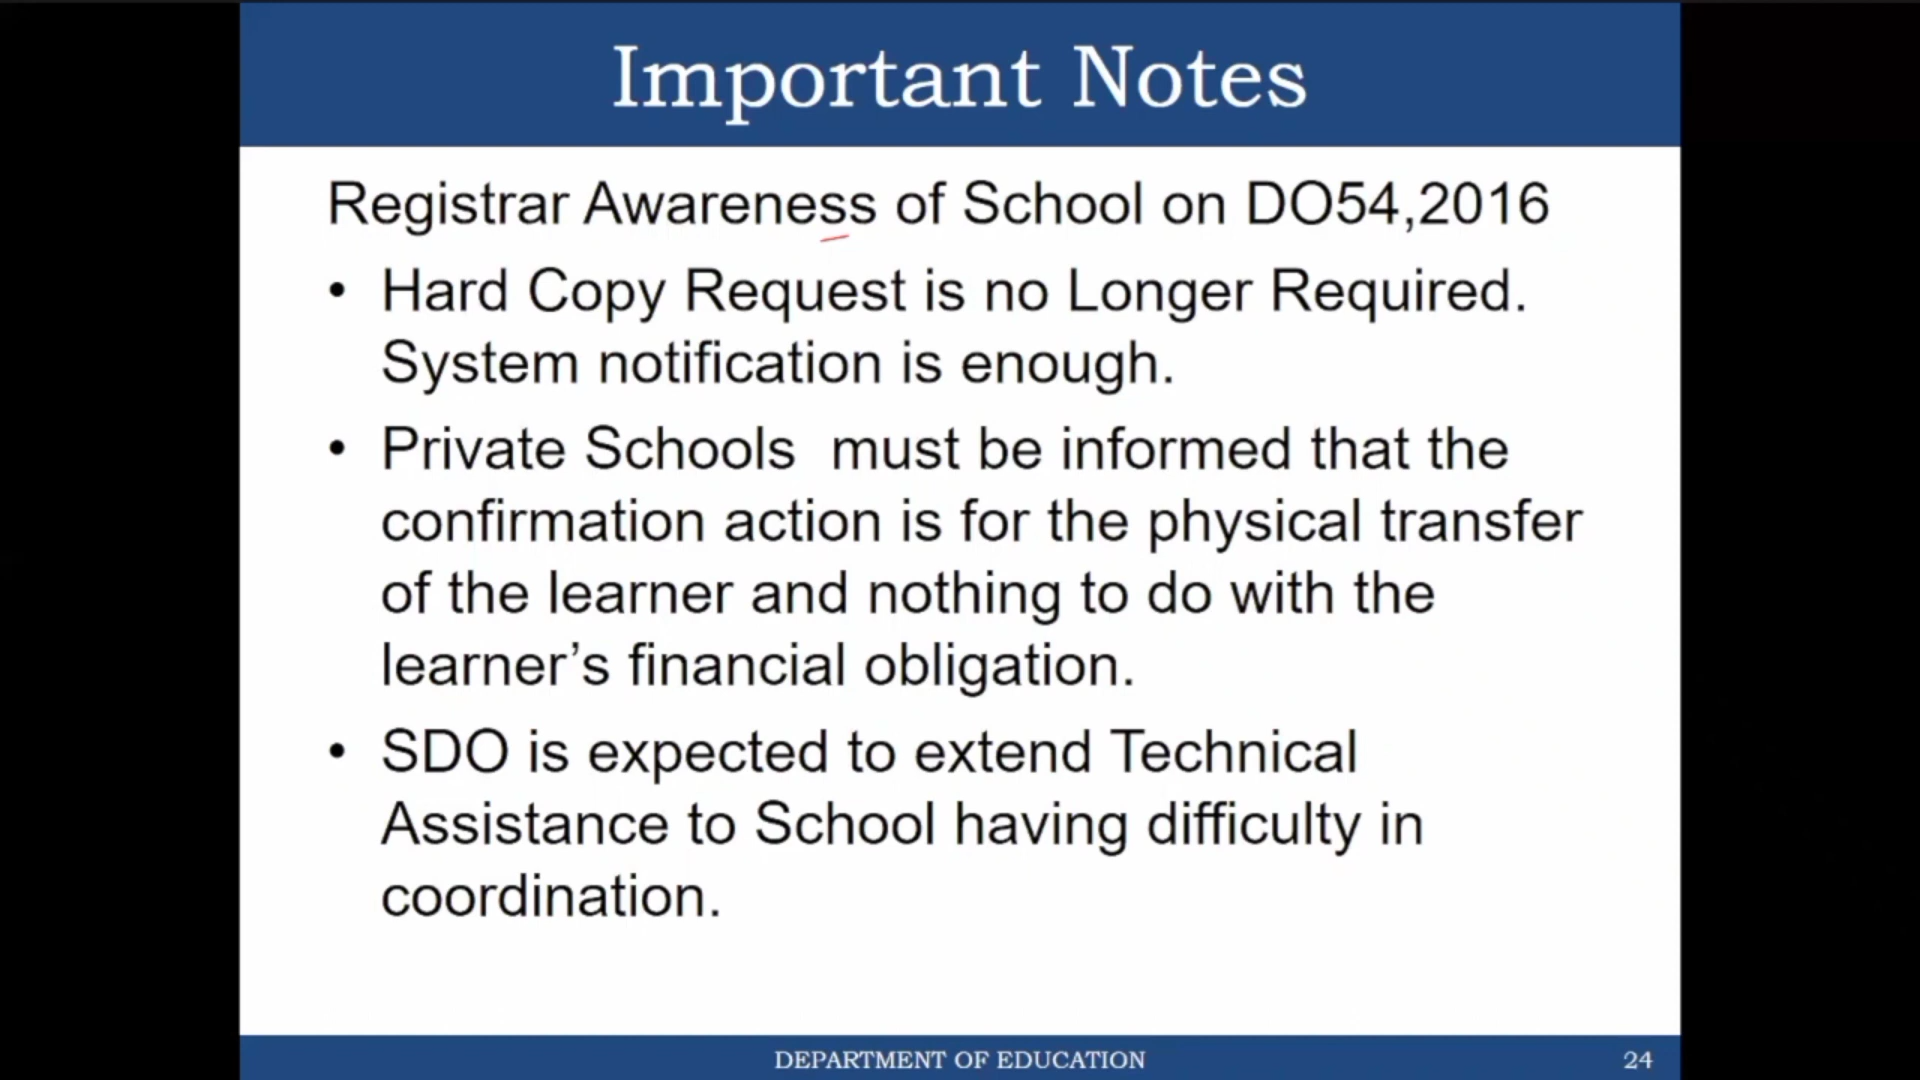 Important Notes
Registrar Awareness of School on DO54,2016
• Hard Copy Request is no Longer Required.
System notification is enough.
• Private Schools  must be informed that the
confirmation action is for the physical transfer
of the learner and nothing to do with the
learner’s financial obligation.
• SDO is expected to extend Technical
Assistance to School having difficulty in
coordination.
DEPARTMENT OF EDUCATION
24